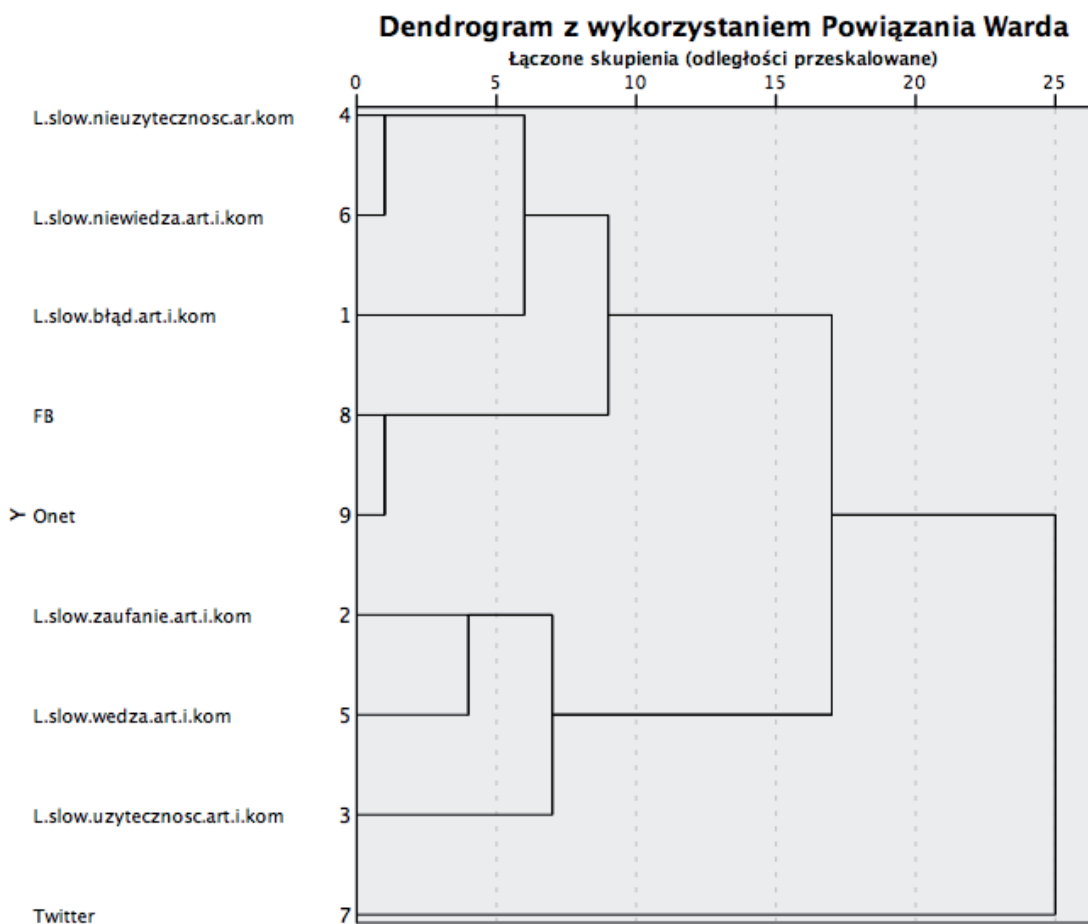 Dendrogram z wykorzystaniem Powiązania Warda
Łączone skupienia (odległości przeskalowane)
0 5 10 15 20 25
L.slow.nieuzytecznosc.ar.kom 4
L.slow.niewiedza.art.i.kom 6
L.slow.błąd.art.i.kom 1
FB 8
Y Onet 9
L.slow.zaufanie.art.i.kom 2
L.slow.wedza.art.i.kom 5
L.slow.uzytecznosc.art.i.kom 3
Twitter 7